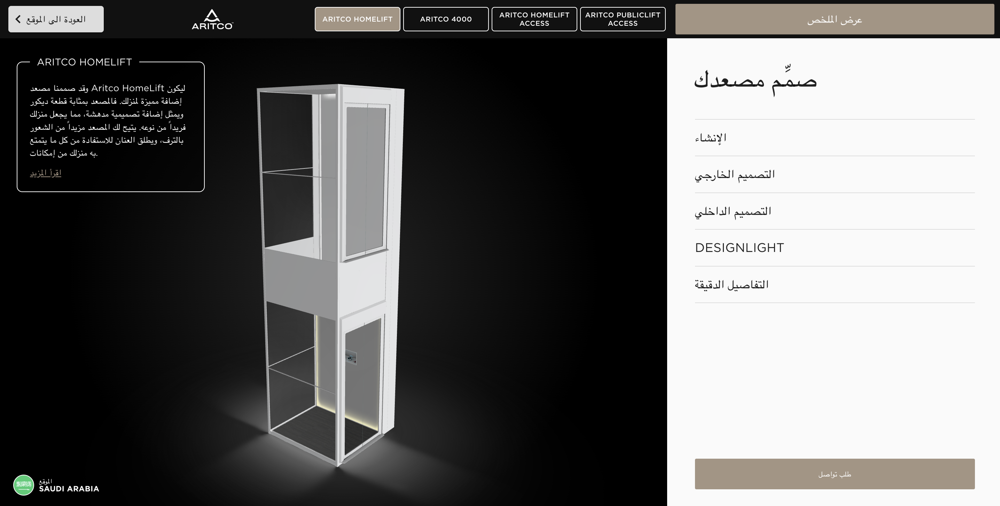 العودة الى الموقع
ARITCO
ARITCO HOMELIFT
ARITCO 4000
ARITCO HOMELIFT
ACCESS
ARITCO PUBLICLIFT
ACCESS
عرض الملخص
ARITCO HOMELIFT
وقد صممنا مصعد Aritco HomeLift ليكون
إضافة مميزة لمنزلك. فالمصعد بمثابة قطعة ديكور
ويمثل إضافة تصميمية مدهشة، مما يجعل منزلك
فريداً من نوعه. يتيح لك المصعد مزيداً من الشعور
بالترف، ويطلق العنان للاستفادة من كل ما يتمتع
به منزلك من إمكانات.
اقرأ المزيد
صمِّم مصعدك
الإنشاء
التصميم الخارجي
التصميم الداخلي
DESIGNLIGHT
التفاصيل الدقيقة
طلب تواصل
الموقع
SAUDI ARABIA